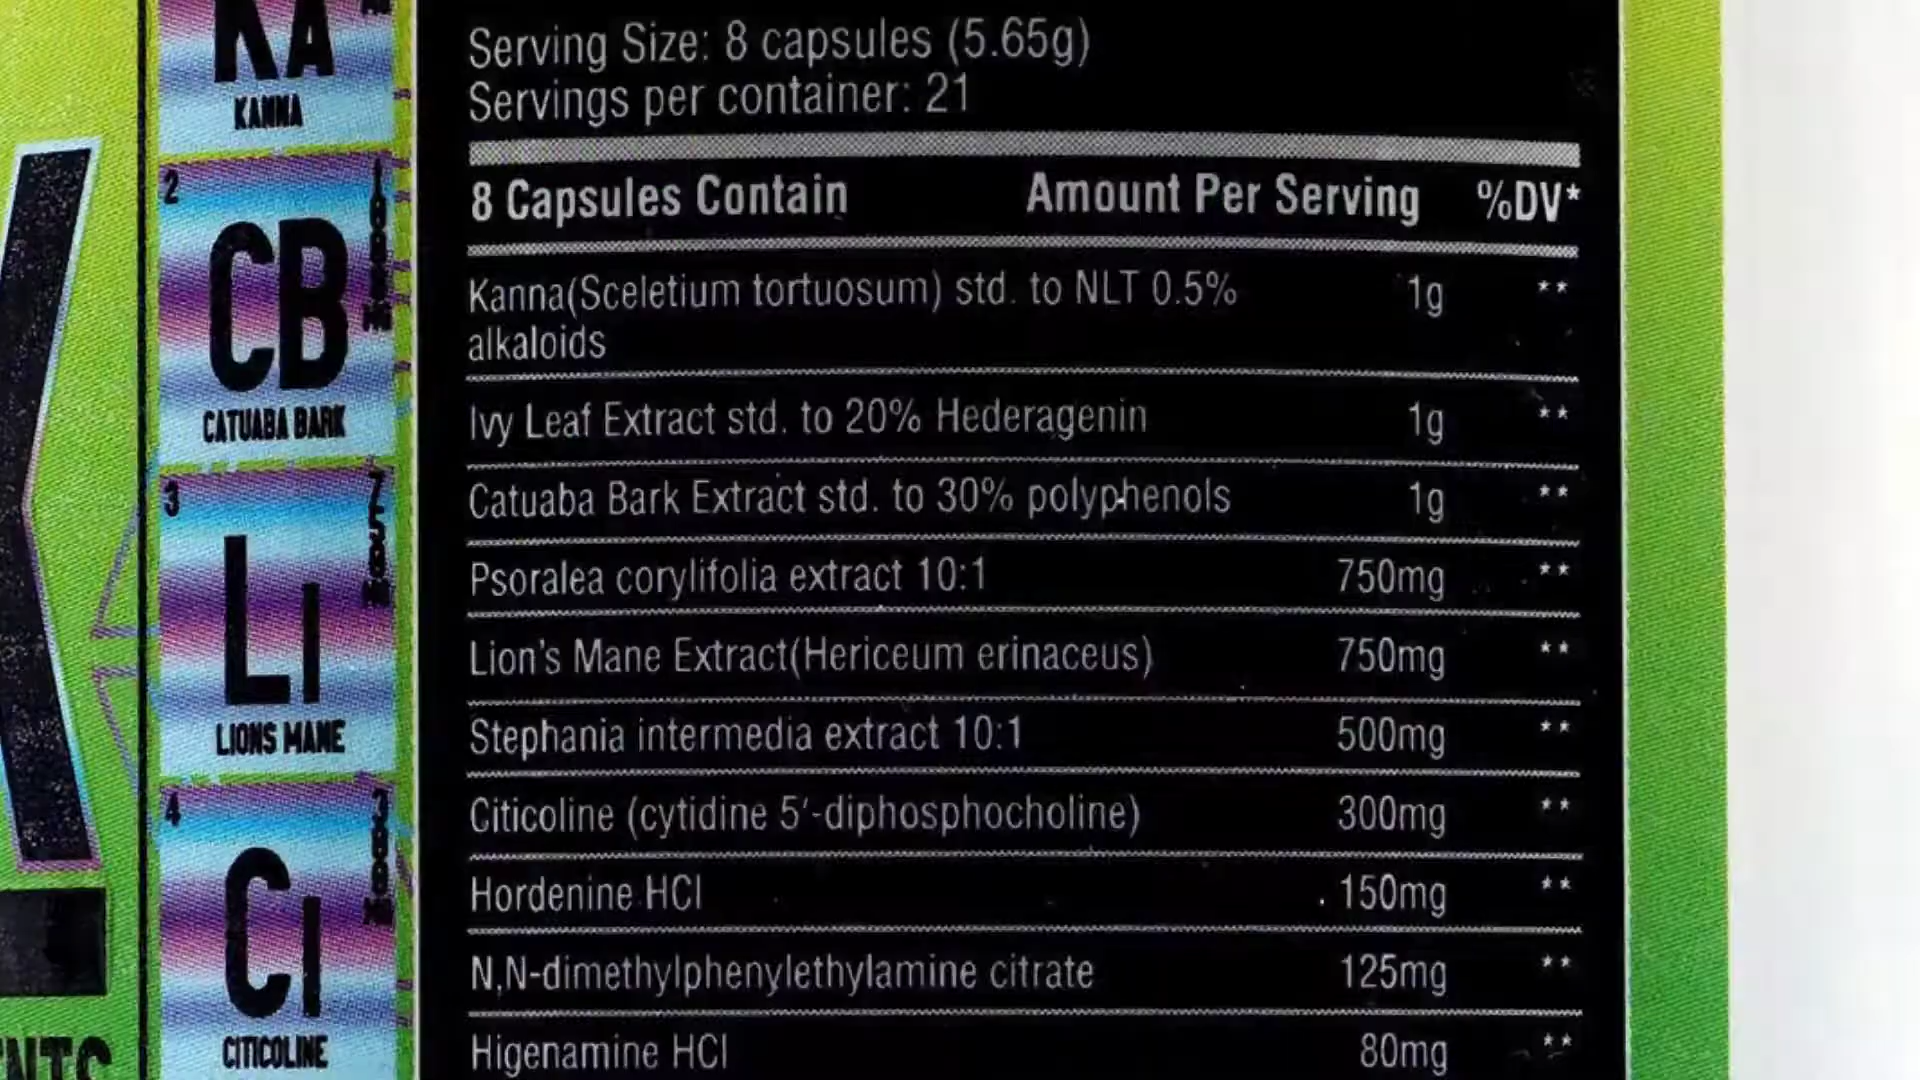 KA
KANNA
2
CB
CATUABA BARK
3
LI
LIONS MANE
4
CI
CITICOLINE
Serving Size: 8 capsules (5.65g)
Servings per container: 21
8 Capsules Contain Amount Per Serving %DV*
Kanna(Sceletium tortuosum) std. to NLT 0.5% 1g **
alkaloids
Ivy Leaf Extract std. to 20% Hederagenin 1g **
Catuaba Bark Extract std. to 30% polyphenols 1g **
Psoralea corylifolia extract 10:1 750mg **
Lion's Mane Extract(Hericeum erinaceus) 750mg **
Stephania intermedia extract 10:1 500mg **
Citicoline (cytidine 5'-diphosphocholine) 300mg **
Hordenine HCl 150mg **
N,N-dimethylphenylethylamine citrate 125mg **
Higenamine HCl 80mg **